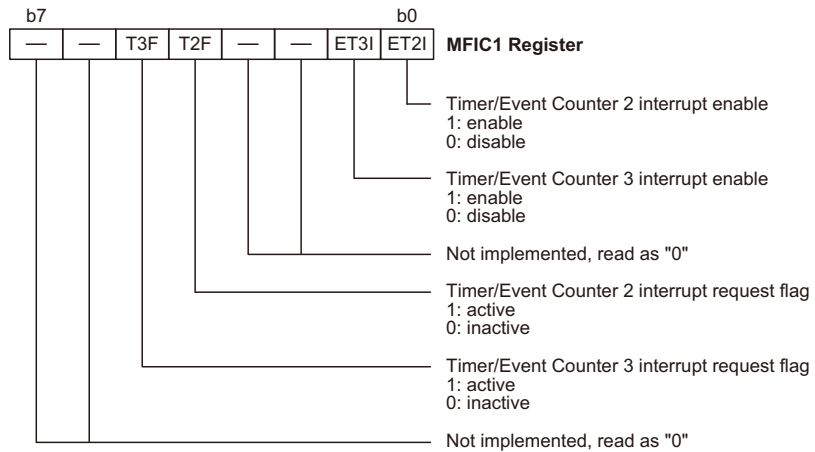 b7 b0
— — T3F T2F — — ET3I ET2I MFIC1 Register
Timer/Event Counter 2 interrupt enable
1: enable
0: disable
Timer/Event Counter 3 interrupt enable
1: enable
0: disable
Not implemented, read as "0"
Timer/Event Counter 2 interrupt request flag
1: active
0: inactive
Timer/Event Counter 3 interrupt request flag
1: active
0: inactive
Not implemented, read as "0"